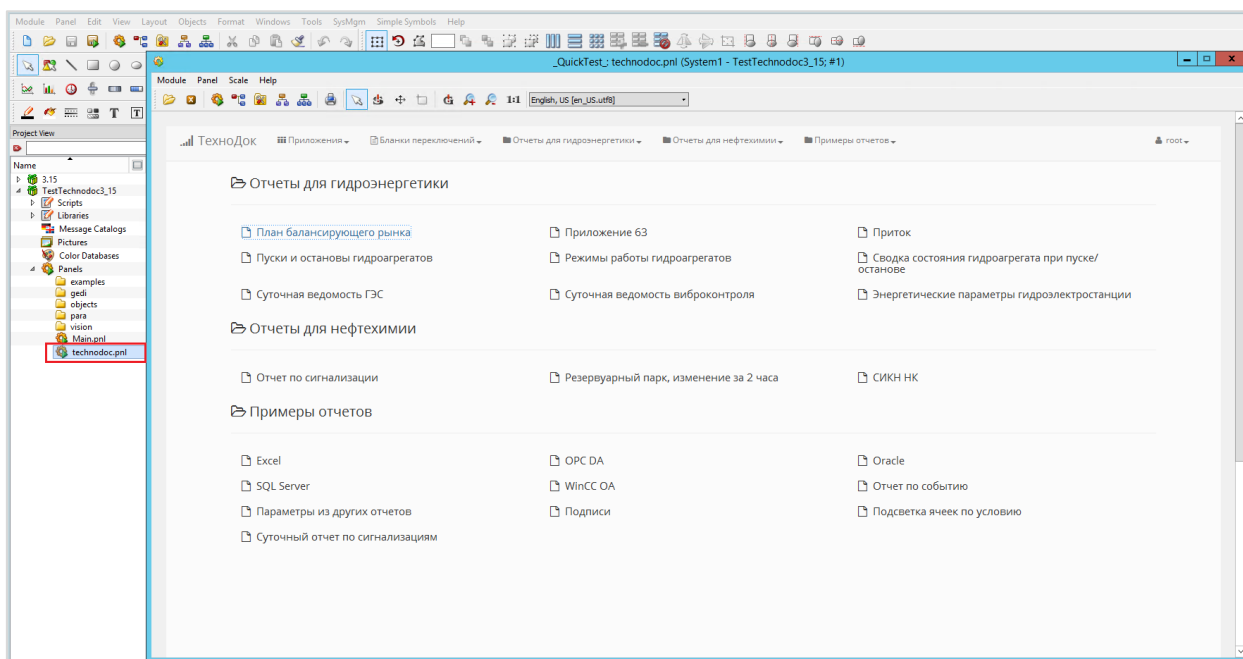 Module Panel Edit View Layout Objects Format Windows Tools SysMgm Simple Symbols Help
_QuickTest_: technodoc.pnl (System1 - TestTechnodoc3_15; #1)
Module Panel Scale Help
1:1 English, US [en_US.utf8]
T T
Project View
Name
3.15
TestTechnodoc3_15
Scripts
Libraries
Message Catalogs
Pictures
Color Databases
Panels
examples
gedi
objects
para
vision
Main.pnl
technodoc.pnl
ТехноДок Приложения Бланки переключений Отчеты для гидроэнергетики Отчеты для нефтехимии Примеры отчетов root
Отчеты для гидроэнергетики
План балансирующего рынка Приложение 63 Приток
Пуски и остановы гидроагрегатов Режимы работы гидроагрегатов Сводка состояния гидроагрегата при пуске/
останове
Суточная ведомость ГЭС Суточная ведомость виброконтроля Энергетические параметры гидроэлектростанции
Отчеты для нефтехимии
Отчет по сигнализации Резервуарный парк, изменение за 2 часа СИКН НК
Примеры отчетов
Excel OPC DA Oracle
SQL Server WinCC OA Отчет по событию
Параметры из других отчетов Подписи Подсветка ячеек по условию
Суточный отчет по сигнализациям